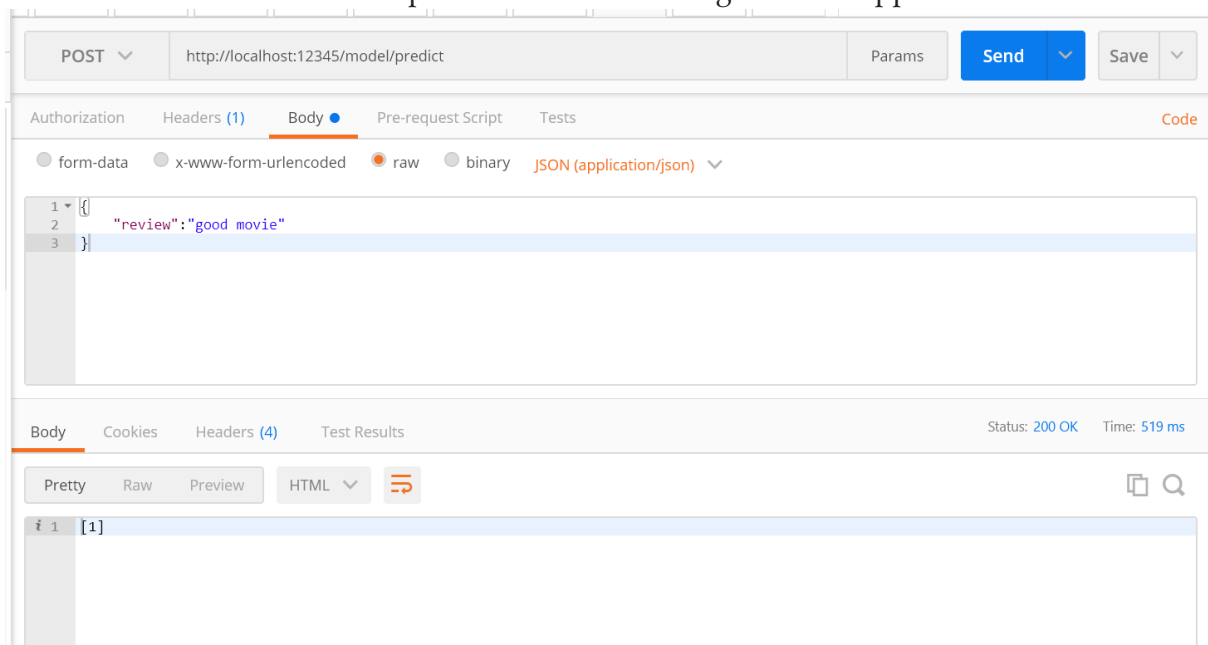 POST http://localhost:12345/model/predict Params Send Save
Authorization Headers (1) Body Pre-request Script Tests Code
form-data x-www-form-urlencoded raw binary JSON (application/json)
1 {
2 "review":"good movie"
3 }
Body Cookies Headers (4) Test Results Status: 200 OK Time: 519 ms
Pretty Raw Preview HTML
i 1 [1]